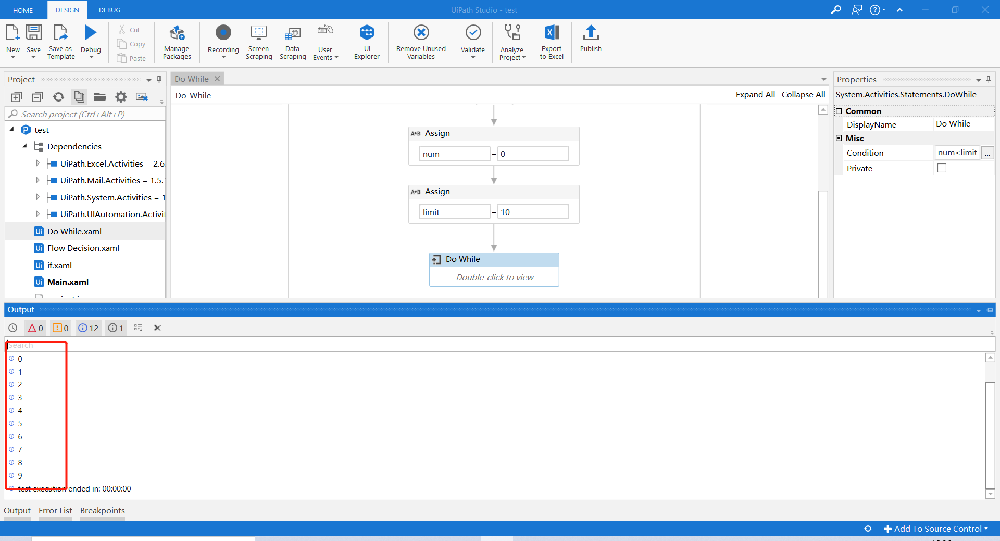 HOME DESIGN DEBUG UiPath Studio - test
New Save Save as Template Debug
Cut
Copy
Paste
Manage Packages
Recording
Screen Scraping
Data Scraping
User Events
UI Explorer
Remove Unused Variables
Validate
Analyze Project
Export to Excel
Publish
Project
Search project (Ctrl+Alt+P)
test
Dependencies
UiPath.Excel.Activities = 2.6
UiPath.Mail.Activities = 1.5.
UiPath.System.Activities = 1
UiPath.UIAutomation.Activit
Do While.xaml
Flow Decision.xaml
if.xaml
Main.xaml
Do While
Do_While Expand All Collapse All
A*B Assign
num = 0
A*B Assign
limit = 10
Do While
Double-click to view
Properties
System.Activities.Statements.DoWhile
Common
DisplayName Do While
Misc
Condition num<limit ...
Private
Output
0 0 12 1
Search
0
1
2
3
4
5
6
7
8
9
test execution ended in: 00:00:00
Output Error List Breakpoints
Add To Source Control